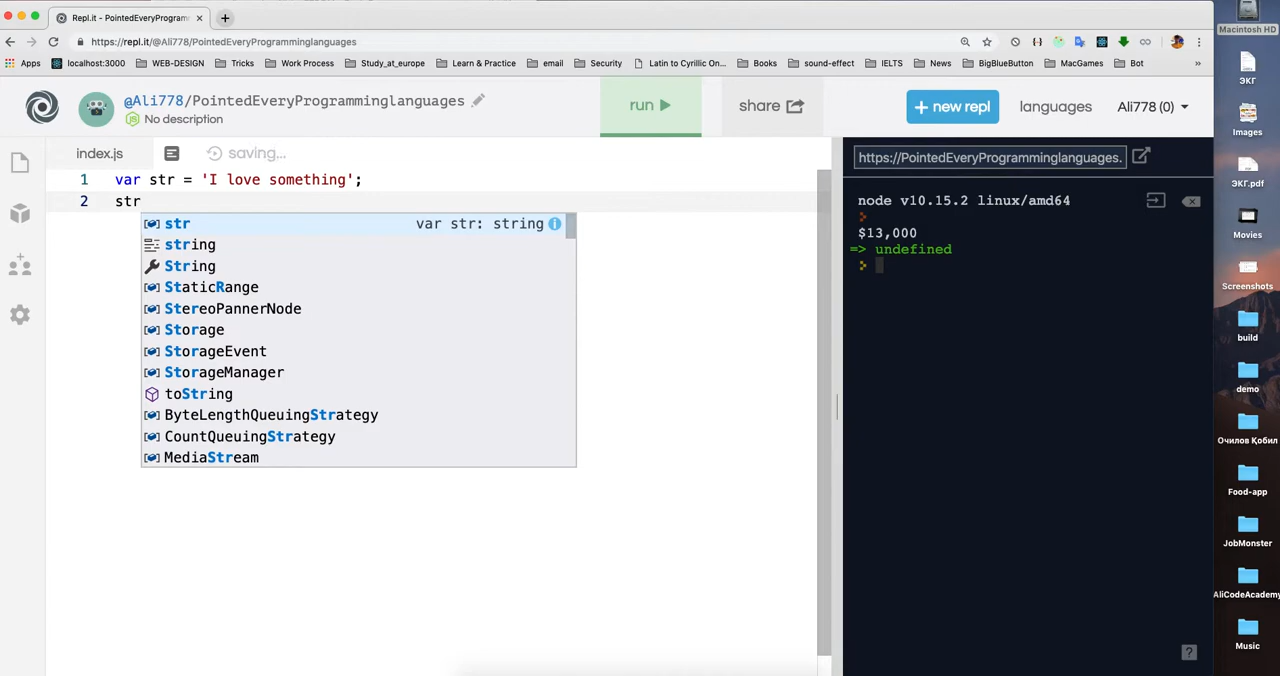 Repl.it - PointedEveryProgramm
https://repl.it/@Ali778/PointedEveryProgramminglanguages
Apps
localhost:3000
WEB-DESIGN
Tricks
Work Process
Study_at_europe
Learn & Practice
email
Security
Latin to Cyrillic On...
Books
sound-effect
IELTS
News
BigBlueButton
MacGames
Bot
»
@Ali778/PointedEveryProgramminglanguages
No description
run
share
+ new repl
languages
Ali778 (0)
index.js
saving...
1 var str = 'I love something';
2 str
str var str: string
string
String
StaticRange
StereoPannerNode
Storage
StorageEvent
StorageManager
toString
ByteLengthQueuingStrategy
CountQueuingStrategy
MediaStream
https://PointedEveryProgramminglanguages.
node v10.15.2 linux/amd64
$13,000
=> undefined
?
Macintosh HD
ЭКГ
Images
ЭКГ.pdf
Movies
Screenshots
build
demo
Очилов Қобил
Food-app
JobMonster
AliCodeAcademy
Music